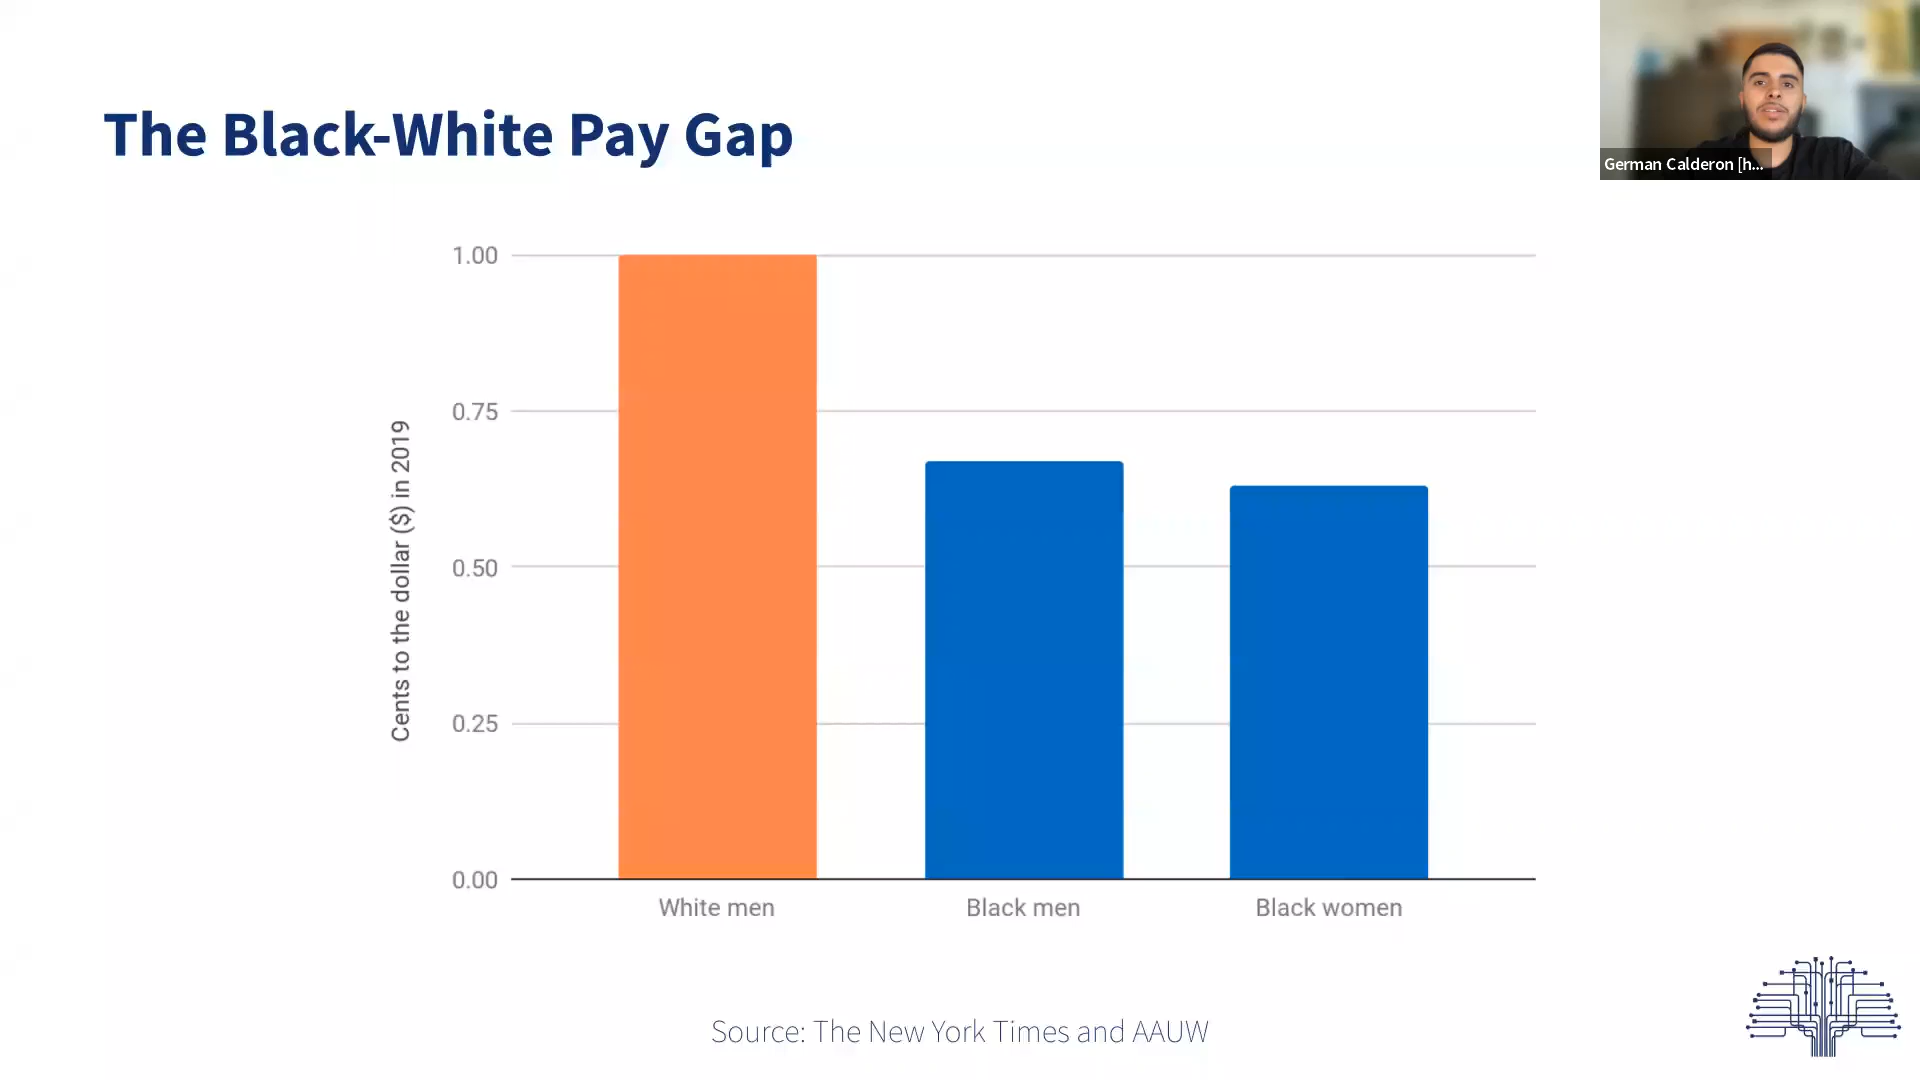 The Black-White Pay Gap
German Calderon [h...
1.00
0.75
0.50
0.25
0.00
Cents to the dollar ($) in 2019
White men
Black men
Black women
Source: The New York Times and AAUW